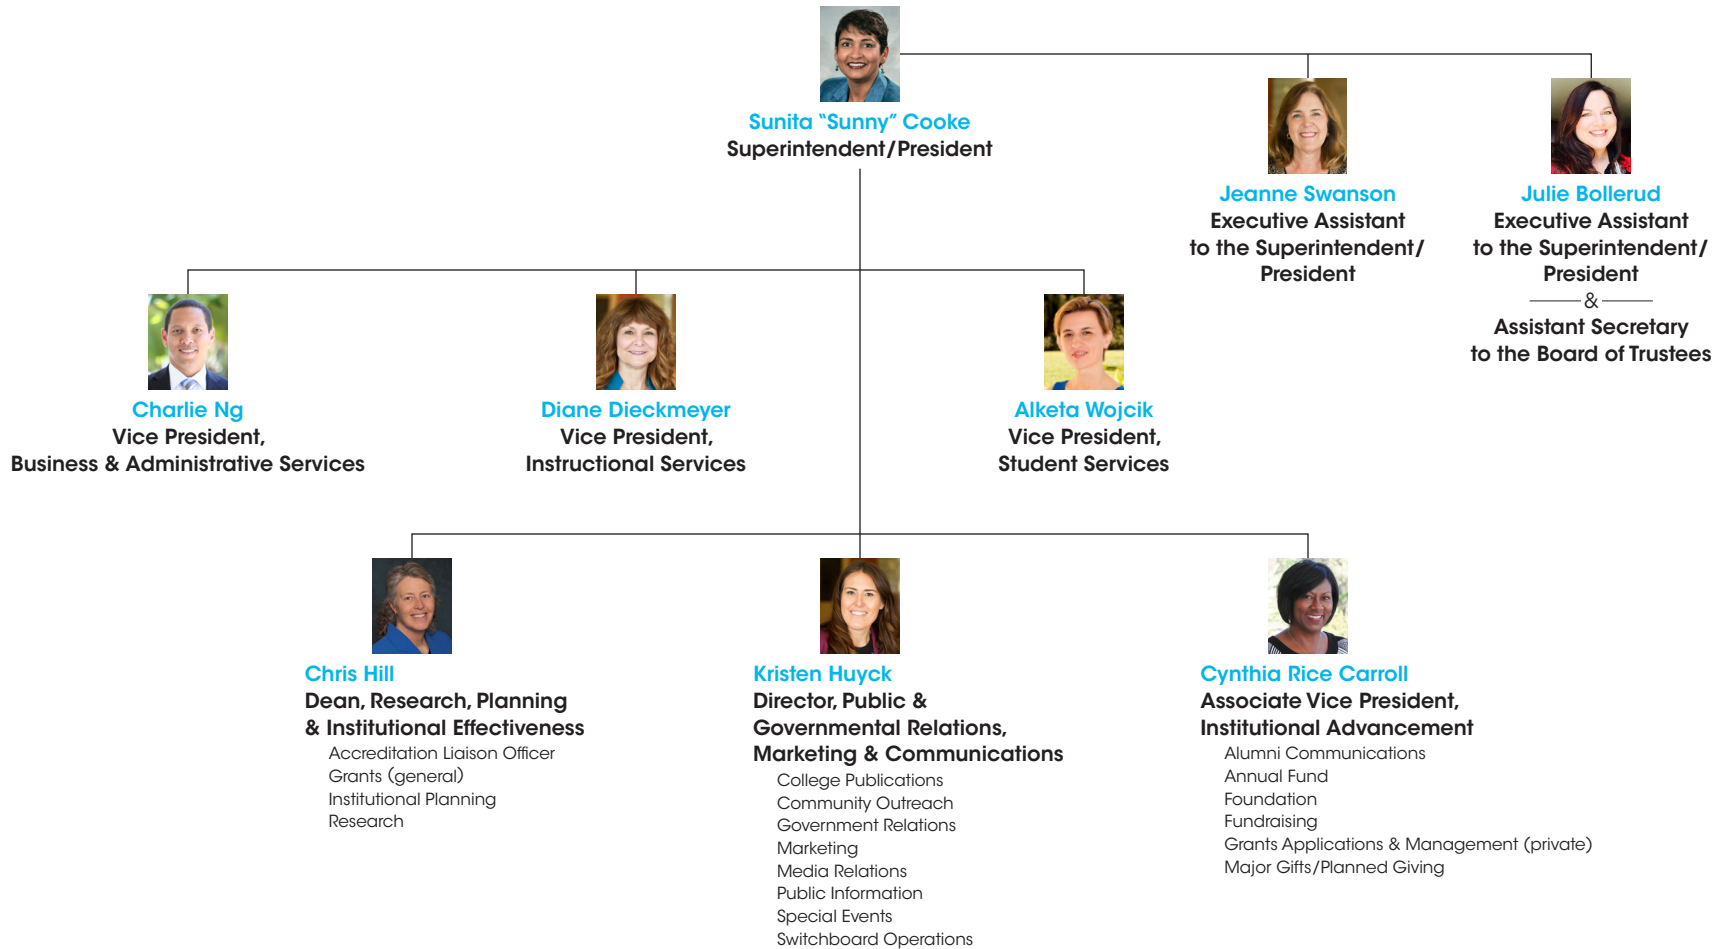 Sunita “Sunny” Cooke
Superintendent/President
Jeanne Swanson
Executive Assistant
to the Superintendent/
President
Julie Bollerud
Executive Assistant
to the Superintendent/
President
&
Assistant Secretary
to the Board of Trustees
Charlie Ng
Vice President,
Business & Administrative Services
Diane Dieckmeyer
Vice President,
Instructional Services
Alketa Wojcik
Vice President,
Student Services
Chris Hill
Dean, Research, Planning
& Institutional Effectiveness
Accreditation Liaison Officer
Grants (general)
Institutional Planning
Research
Kristen Huyck
Director, Public &
Governmental Relations,
Marketing & Communications
College Publications
Community Outreach
Government Relations
Marketing
Media Relations
Public Information
Special Events
Switchboard Operations
Cynthia Rice Carroll
Associate Vice President,
Institutional Advancement
Alumni Communications
Annual Fund
Foundation
Fundraising
Grants Applications & Management (private)
Major Gifts/Planned Giving